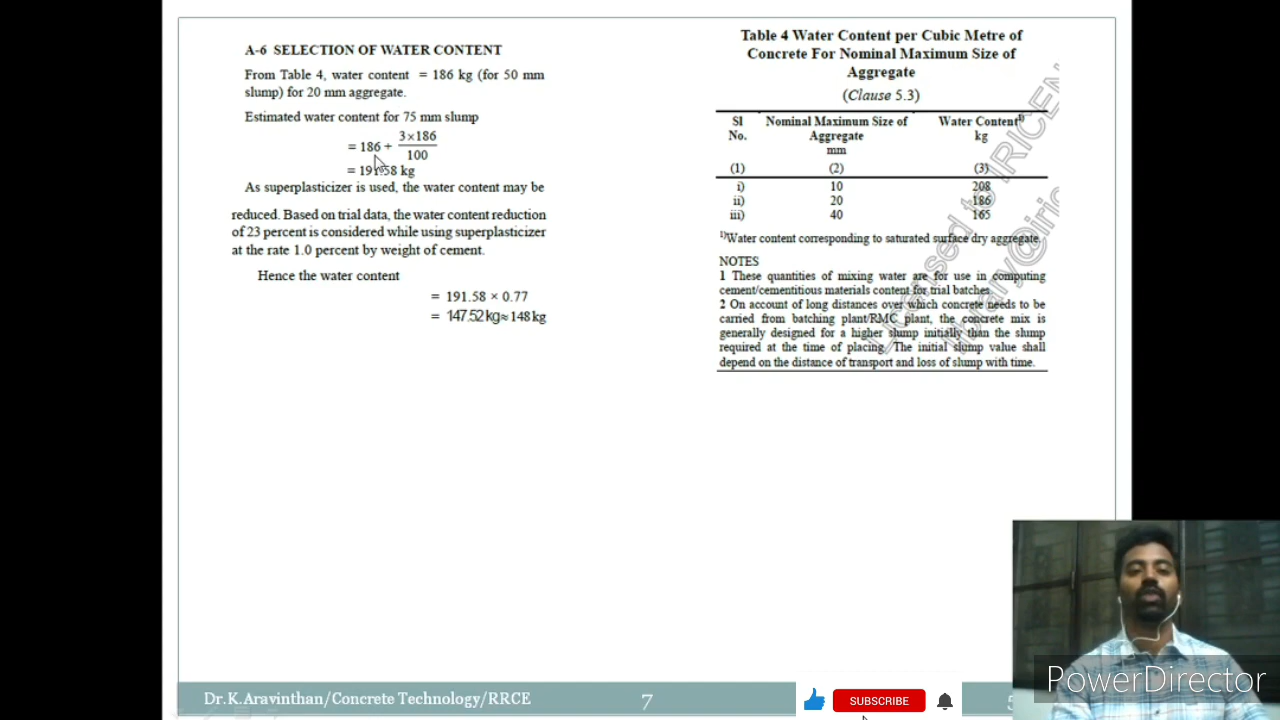 A-6 SELECTION OF WATER CONTENT
From Table 4, water content = 186 kg (for 50 mm
slump) for 20 mm aggregate.
Estimated water content for 75 mm slump
= 186 + 3×186
100
= 191.58 kg
As superplasticizer is used, the water content may be
reduced. Based on trial data, the water content reduction
of 23 percent is considered while using superplasticizer
at the rate 1.0 percent by weight of cement.
Hence the water content
= 191.58 × 0.77
= 147.52 kg ≈ 148 kg
Table 4 Water Content per Cubic Metre of
Concrete For Nominal Maximum Size of
Aggregate
(Clause 5.3)
Sl Nominal Maximum Size of Water Content1)
No. Aggregate kg
mm
(1) (2) (3)
i) 10 208
ii) 20 186
iii) 40 165
1)Water content corresponding to saturated surface dry aggregate.
NOTES
1 These quantities of mixing water are for use in computing
cement/cementitious materials content for trial batches.
2 On account of long distances over which concrete needs to be
carried from batching plant/RMC plant, the concrete mix is
generally designed for a higher slump initially than the slump
required at the time of placing. The initial slump value shall
depend on the distance of transport and loss of slump with time.
Licensed to IRICEN
library@iric
PowerDirector
Dr.K.Aravinthan/Concrete Technology/RRCE 7
SUBSCRIBE